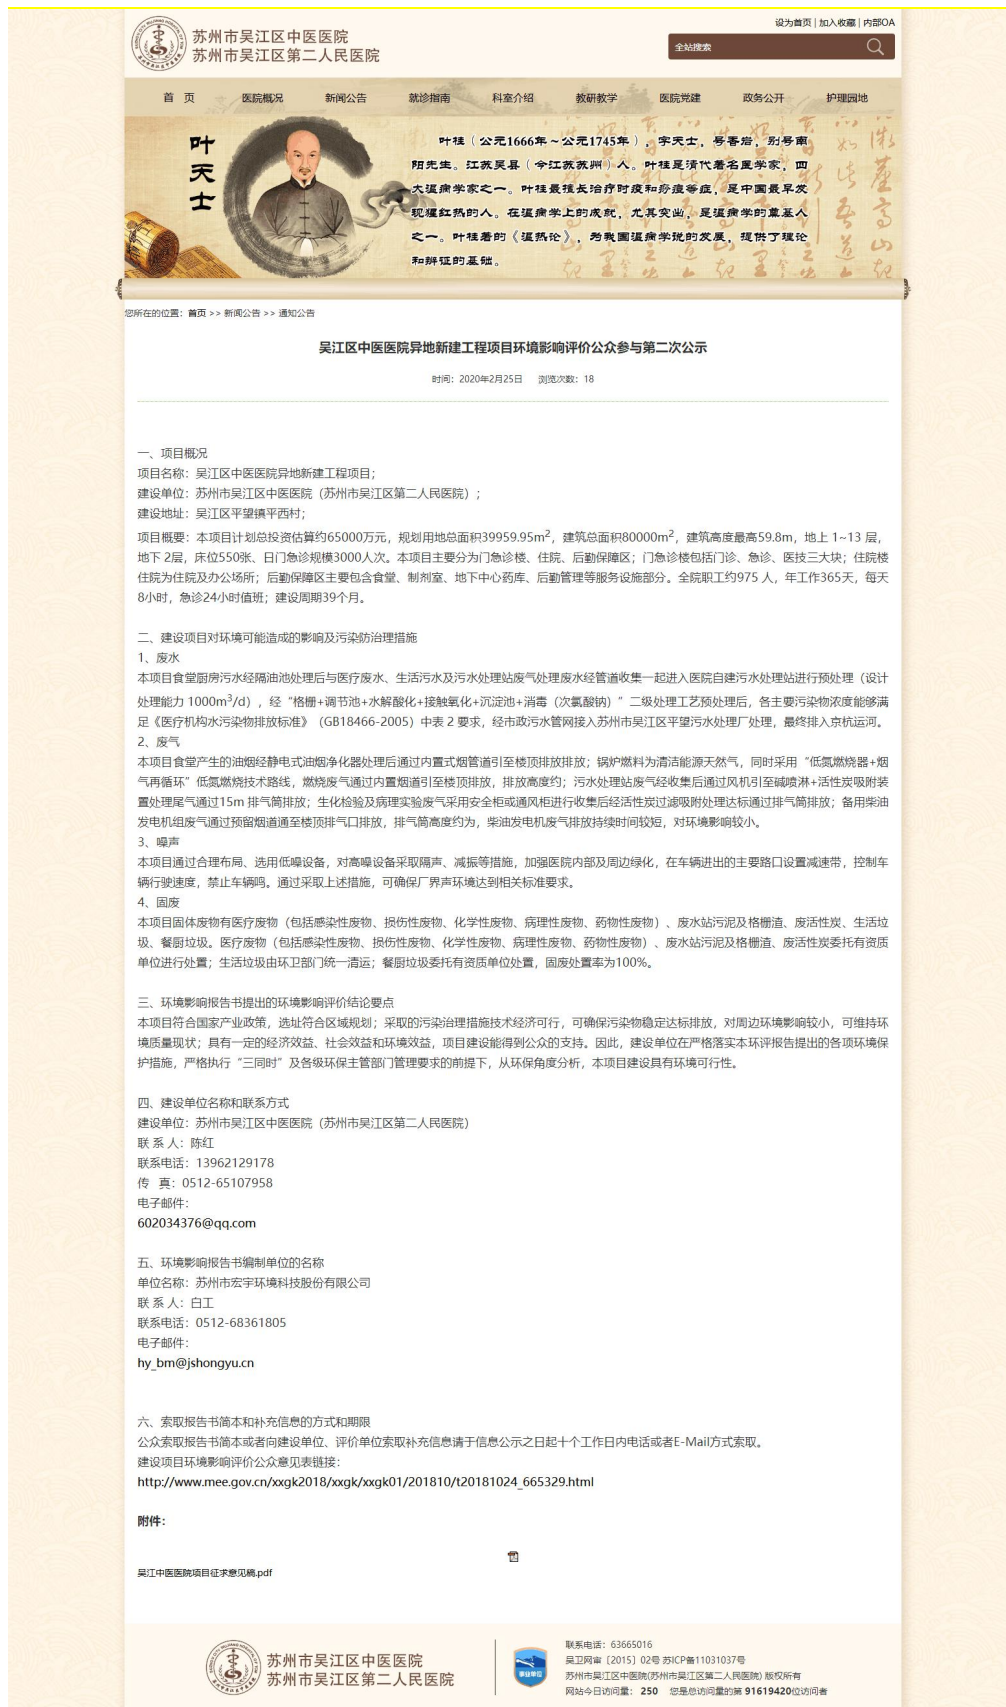 设为首页 | 加入收藏 | 内部OA
苏州市吴江区中医医院
苏州市吴江区第二人民医院
全站搜索
首 页 医院概况 新闻公告 就诊指南 科室介绍 教研教学 医院党建 政务公开 护理园地
叶天士
叶桂（公元1666年～公元1745年），字天士，号香岩，别号南
阳先生。江苏吴县（今江苏苏州）人。叶桂是清代著名医学家，四
大温病学家之一。叶桂最擅长治疗时疫和痧痘等症，是中国最早发
现猩红热的人。在温病学上的成就，尤其突出，是温病学的奠基人
之一。叶桂著的《温热论》，为我国温病学说的发展，提供了理论
和辨证的基础。
您所在的位置：首页 >> 新闻公告 >> 通知公告
吴江区中医医院异地新建工程项目环境影响评价公众参与第二次公示
时间：2020年2月25日 浏览次数：18
一、项目概况
项目名称：吴江区中医医院异地新建工程项目；
建设单位：苏州市吴江区中医医院（苏州市吴江区第二人民医院）；
建设地址：吴江区平望镇平西村；
项目概要：本项目计划总投资估算约65000万元，规划用地总面积39959.95m²，建筑总面积80000m²，建筑高度最高59.8m，地上 1~13 层，
地下 2层，床位550张、日门急诊规模3000人次。本项目主要分为门急诊楼、住院、后勤保障区；门急诊楼包括门诊、急诊、医技三大块；住院楼
住院为住院及办公场所；后勤保障区主要包含食堂、制剂室、地下中心药库、后勤管理等服务设施部分。全院职工约975 人，年工作365天，每天
8小时，急诊24小时值班；建设周期39个月。
二、建设项目对环境可能造成的影响及污染防治理措施
1、废水
本项目食堂厨房污水经隔油池处理后与医疗废水、生活污水及污水处理站废气处理废水经管道收集一起进入医院自建污水处理站进行预处理（设计
处理能力 1000m³/d），经“格栅+调节池+水解酸化+接触氧化+沉淀池+消毒（次氯酸钠）”二级处理工艺预处理后，各主要污染物浓度能够满
足《医疗机构水污染物排放标准》（GB18466-2005）中表 2 要求，经市政污水管网接入苏州市吴江区平望污水处理厂处理，最终排入京杭运河。
2、废气
本项目食堂产生的油烟经静电式油烟净化器处理后通过内置式烟管道引至楼顶排放排放；锅炉燃料为清洁能源天然气，同时采用“低氮燃烧器+烟
气再循环”低氮燃烧技术路线，燃烧废气通过内置烟道引至楼顶排放，排放高度约；污水处理站废气经收集后通过风机引至碱喷淋+活性炭吸附装
置处理尾气通过15m 排气筒排放；生化检验及病理实验废气采用安全柜或通风柜进行收集后经活性炭过滤吸附处理达标通过排气筒排放；备用柴油
发电机组废气通过预留烟道通至楼顶排气口排放，排气筒高度约为，柴油发电机废气排放持续时间较短，对环境影响较小。
3、噪声
本项目通过合理布局、选用低噪设备，对高噪设备采取隔声、减振等措施，加强医院内部及周边绿化，在车辆进出的主要路口设置减速带，控制车
辆行驶速度，禁止车辆鸣。通过采取上述措施，可确保厂界声环境达到相关标准要求。
4、固废
本项目固体废物有医疗废物（包括感染性废物、损伤性废物、化学性废物、病理性废物、药物性废物）、废水站污泥及格栅渣、废活性炭、生活垃
圾、餐厨垃圾。医疗废物（包括感染性废物、损伤性废物、化学性废物、病理性废物、药物性废物）、废水站污泥及格栅渣、废活性炭委托有资质
单位进行处置；生活垃圾由环卫部门统一清运；餐厨垃圾委托有资质单位处置，固废处置率为100%。
三、环境影响报告书提出的环境影响评价结论要点
本项目符合国家产业政策，选址符合区域规划；采取的污染治理措施技术经济可行，可确保污染物稳定达标排放，对周边环境影响较小，可维持环
境质量现状；具有一定的经济效益、社会效益和环境效益，项目建设能得到公众的支持。因此，建设单位在严格落实本环评报告提出的各项环境保
护措施，严格执行“三同时”及各级环保主管部门管理要求的前提下，从环保角度分析，本项目建设具有环境可行性。
四、建设单位名称和联系方式
建设单位：苏州市吴江区中医医院（苏州市吴江区第二人民医院）
联 系 人：陈红
联系电话：13962129178
传 真：0512-65107958
电子邮件：
602034376@qq.com
五、环境影响报告书编制单位的名称
单位名称：苏州市宏宇环境科技股份有限公司
联 系 人：白工
联系电话：0512-68361805
电子邮件：
hy_bm@jshongyu.cn
六、索取报告书简本和补充信息的方式和期限
公众索取报告书简本或者向建设单位、评价单位索取补充信息请于信息公示之日起十个工作日内电话或者E-Mail方式索取。
建设项目环境影响评价公众意见表链接：
http://www.mee.gov.cn/xxgk2018/xxgk/xxgk01/201810/t20181024_665329.html
附件：
吴江中医医院项目征求意见稿.pdf
苏州市吴江区中医医院
苏州市吴江区第二人民医院
事业单位
联系电话：63665016
吴卫网审［2015］02号 苏ICP备11031037号
苏州市吴江区中医院(苏州市吴江区第二人民医院) 版权所有
网站今日访问量： 250 您是总访问量的第 91619420位访问者